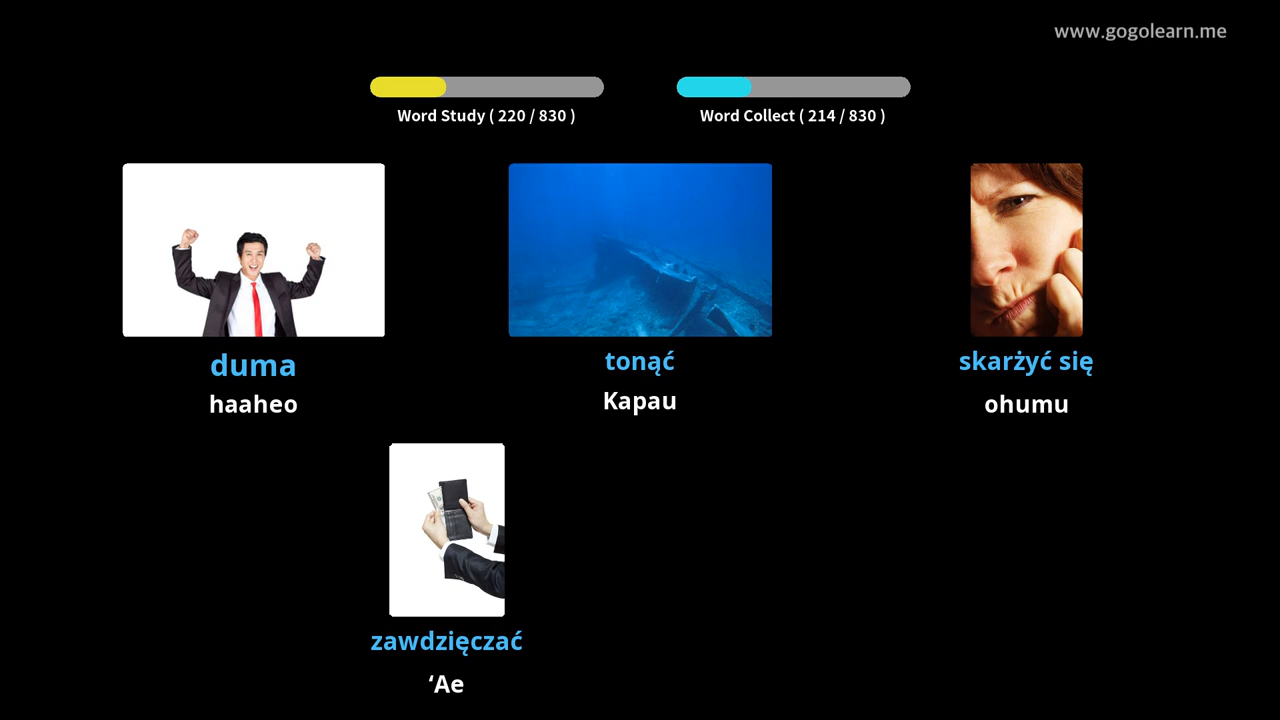 www.gogolearn.me
Word Study ( 220 / 830 )
Word Collect ( 214 / 830 )
duma
tonąć
skarżyć się
haaheo
Kapau
ohumu
zawdzięczać
‘Ae